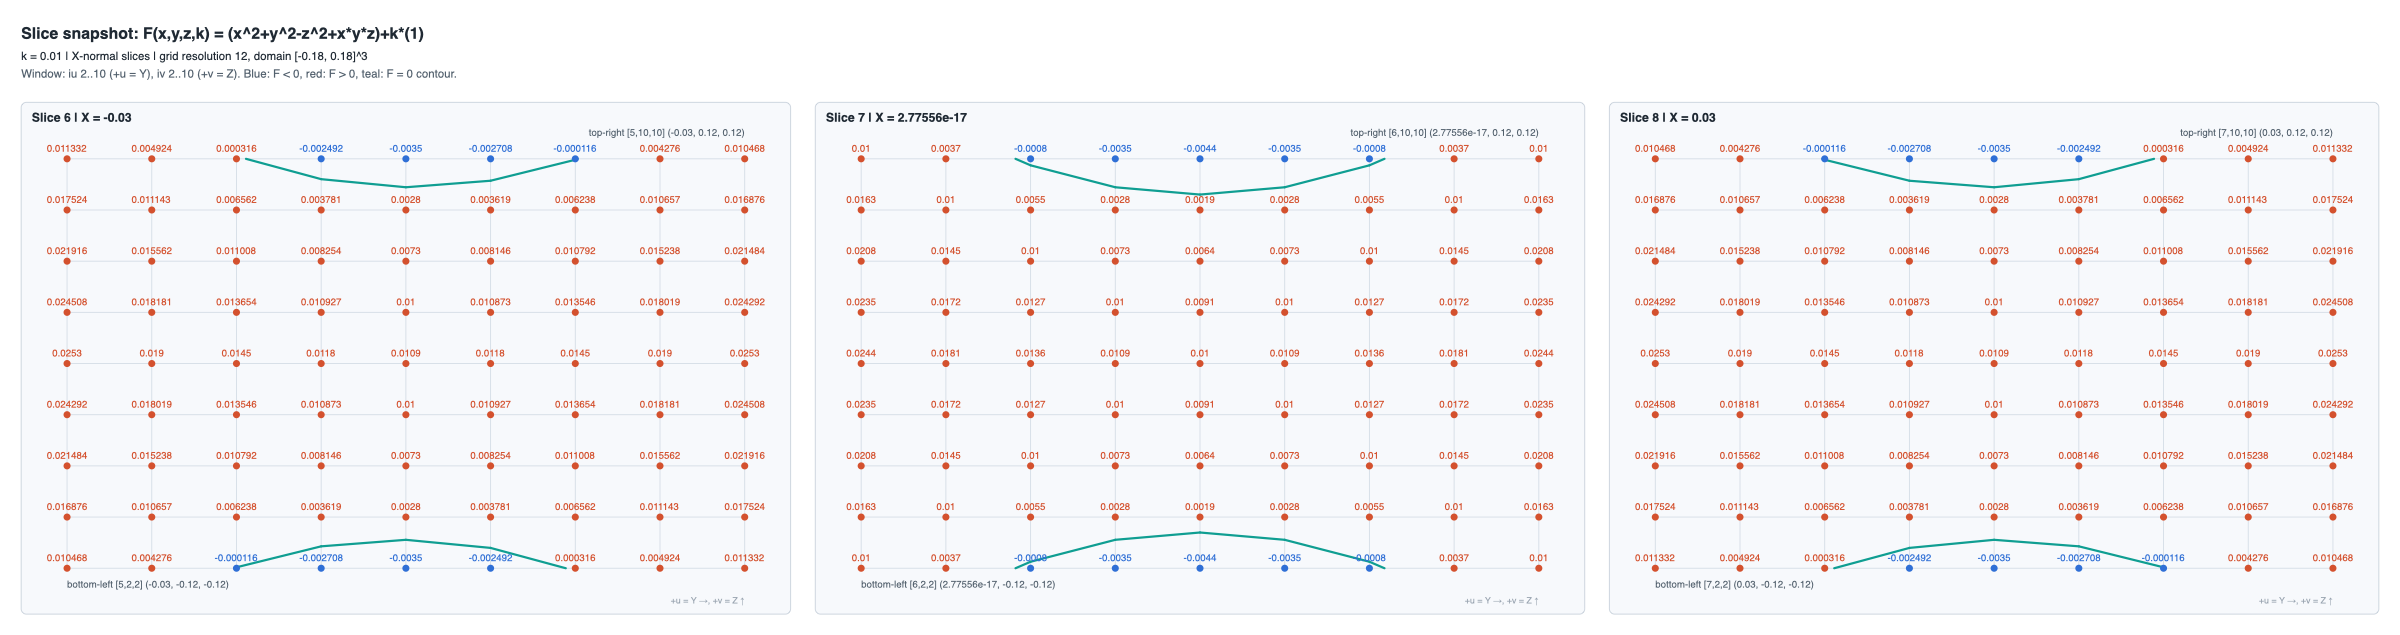 Slice snapshot: F(x,y,z,k) = (x^2+y^2-z^2+x*y*z)+k*(1)
k = 0.01 | X-normal slices | grid resolution 12, domain [-0.18, 0.18]^3
Window: iu 2..10 (+u = Y), iv 2..10 (+v = Z). Blue: F < 0, red: F > 0, teal: F = 0 contour.
Slice 6 | X = -0.03
top-right [5,10,10] (-0.03, 0.12, 0.12)
0.011332 0.004924 0.000316 -0.002492 -0.0035 -0.002708 -0.000116 0.004276 0.010468
0.017524 0.011143 0.006562 0.003781 0.0028 0.003619 0.006238 0.010657 0.016876
0.021916 0.015562 0.011008 0.008254 0.0073 0.008146 0.010792 0.015238 0.021484
0.024508 0.018181 0.013654 0.010927 0.01 0.010873 0.013546 0.018019 0.024292
0.0253 0.019 0.0145 0.0118 0.0109 0.0118 0.0145 0.019 0.0253
0.024292 0.018019 0.013546 0.010873 0.01 0.010927 0.013654 0.018181 0.024508
0.021484 0.015238 0.010792 0.008146 0.0073 0.008254 0.011008 0.015562 0.021916
0.016876 0.010657 0.006238 0.003619 0.0028 0.003781 0.006562 0.011143 0.017524
0.010468 0.004276 -0.000116 -0.002708 -0.0035 -0.002492 0.000316 0.004924 0.011332
bottom-left [5,2,2] (-0.03, -0.12, -0.12)
+u = Y →, +v = Z ↑
Slice 7 | X = 2.77556e-17
top-right [6,10,10] (2.77556e-17, 0.12, 0.12)
0.01 0.0037 -0.0008 -0.0035 -0.0044 -0.0035 -0.0008 0.0037 0.01
0.0163 0.01 0.0055 0.0028 0.0019 0.0028 0.0055 0.01 0.0163
0.0208 0.0145 0.01 0.0073 0.0064 0.0073 0.01 0.0145 0.0208
0.0235 0.0172 0.0127 0.01 0.0091 0.01 0.0127 0.0172 0.0235
0.0244 0.0181 0.0136 0.0109 0.01 0.0109 0.0136 0.0181 0.0244
0.0235 0.0172 0.0127 0.01 0.0091 0.01 0.0127 0.0172 0.0235
0.0208 0.0145 0.01 0.0073 0.0064 0.0073 0.01 0.0145 0.0208
0.0163 0.01 0.0055 0.0028 0.0019 0.0028 0.0055 0.01 0.0163
0.01 0.0037 -0.0008 -0.0035 -0.0044 -0.0035 -0.0008 0.0037 0.01
bottom-left [6,2,2] (2.77556e-17, -0.12, -0.12)
+u = Y →, +v = Z ↑
Slice 8 | X = 0.03
top-right [7,10,10] (0.03, 0.12, 0.12)
0.010468 0.004276 -0.000116 -0.002708 -0.0035 -0.002492 0.000316 0.004924 0.011332
0.016876 0.010657 0.006238 0.003619 0.0028 0.003781 0.006562 0.011143 0.017524
0.021484 0.015238 0.010792 0.008146 0.0073 0.008254 0.011008 0.015562 0.021916
0.024292 0.018019 0.013546 0.010873 0.01 0.010927 0.013654 0.018181 0.024508
0.0253 0.019 0.0145 0.0118 0.0109 0.0118 0.0145 0.019 0.0253
0.024508 0.018181 0.013654 0.010927 0.01 0.010873 0.013546 0.018019 0.024292
0.021916 0.015562 0.011008 0.008254 0.0073 0.008146 0.010792 0.015238 0.021484
0.017524 0.011143 0.006562 0.003781 0.0028 0.003619 0.006238 0.010657 0.016876
0.011332 0.004924 0.000316 -0.002492 -0.0035 -0.002708 -0.000116 0.004276 0.010468
bottom-left [7,2,2] (0.03, -0.12, -0.12)
+u = Y →, +v = Z ↑